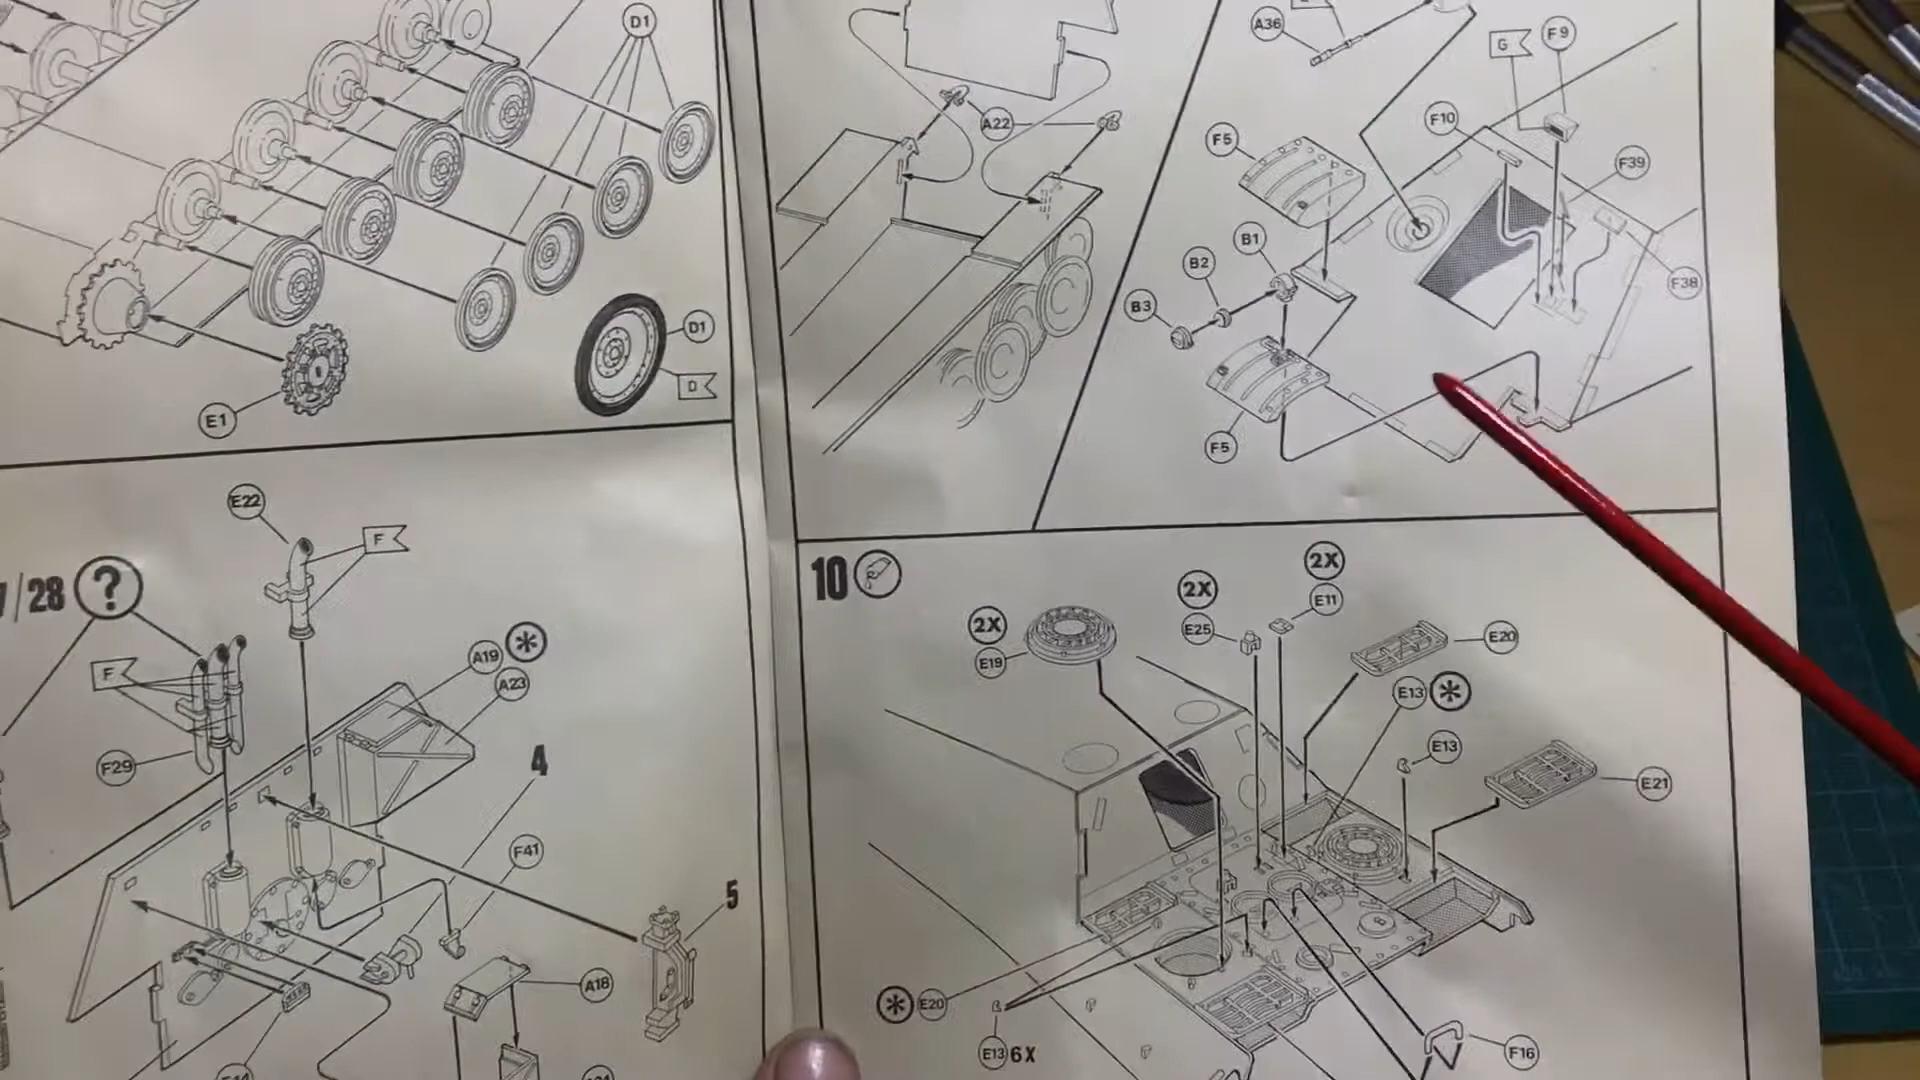 D1
D1
D
E1
A22
A36
G
F9
F10
F5
F39
F38
B1
B2
B3
F5
E22
F
7/28
?
F
A19 *
A23
F29
4
F41
5
A18
10
2X
E19
2X
E25
2X
E11
E20
E13 *
E13
E21
* E20
E13 6X
F16